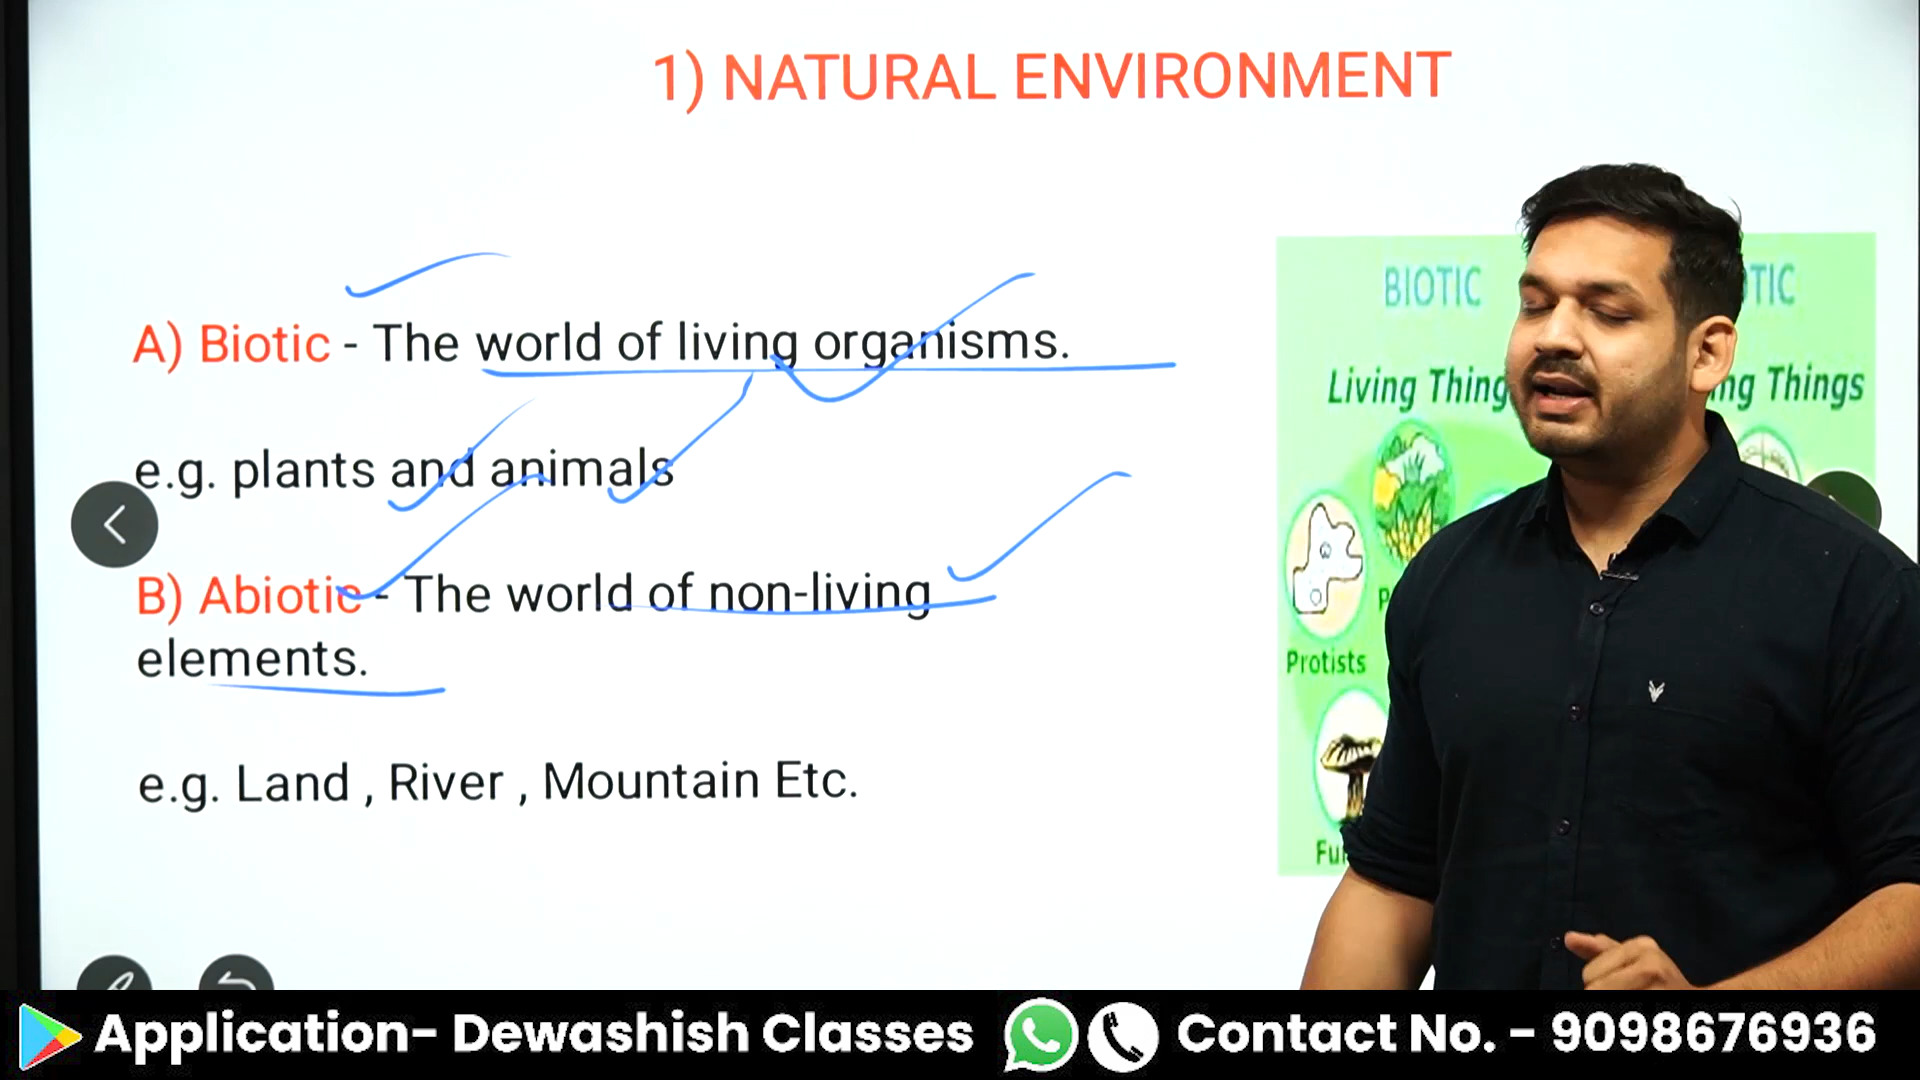 1) NATURAL ENVIRONMENT
A) Biotic - The world of living organisms.
e.g. plants and animals
B) Abiotic - The world of non-living
elements.
e.g. Land , River , Mountain Etc.
BIOTIC
Living Thing
Things
Protists
Application- Dewashish Classes
Contact No. - 9098676936